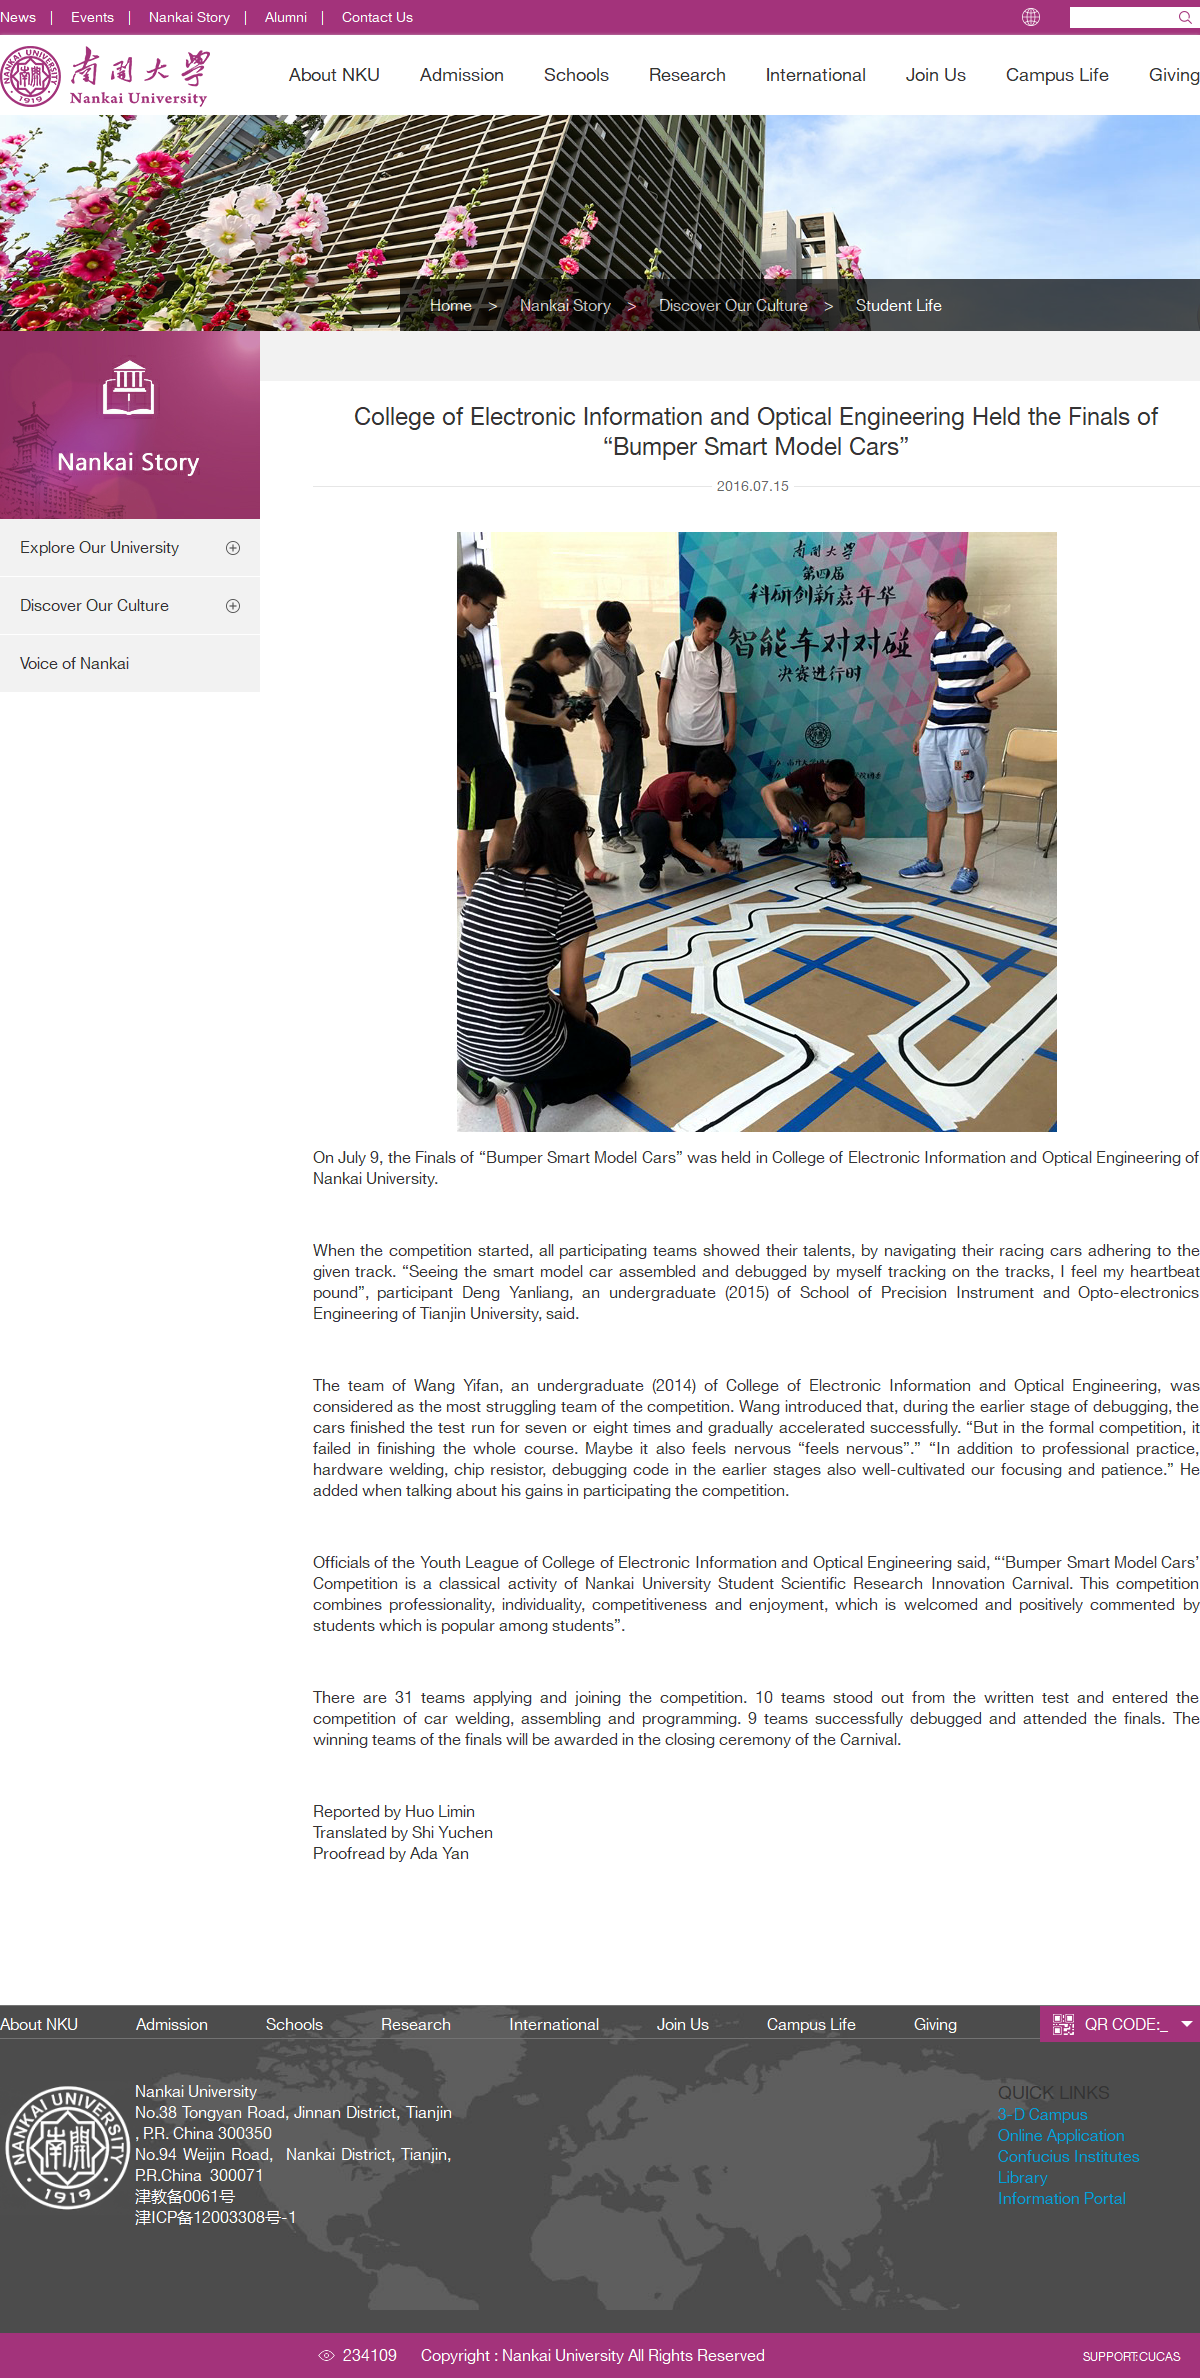 News | Events | Nankai Story | Alumni | Contact Us
NANKAI UNIVERSITY
1919
南開大學
Nankai University
About NKU Admission Schools Research International Join Us Campus Life Giving
Home > Nankai Story > Discover Our Culture > Student Life
Nankai Story
Explore Our University
Discover Our Culture
Voice of Nankai
College of Electronic Information and Optical Engineering Held the Finals of
“Bumper Smart Model Cars”
2016.07.15
南開大學
第四届
科研创新嘉年华
智能车对对碰
决赛进行时
On July 9, the Finals of “Bumper Smart Model Cars” was held in College of Electronic Information and Optical Engineering of
Nankai University.
When the competition started, all participating teams showed their talents, by navigating their racing cars adhering to the
given track. “Seeing the smart model car assembled and debugged by myself tracking on the tracks, I feel my heartbeat
pound”, participant Deng Yanliang, an undergraduate (2015) of School of Precision Instrument and Opto-electronics
Engineering of Tianjin University, said.
The team of Wang Yifan, an undergraduate (2014) of College of Electronic Information and Optical Engineering, was
considered as the most struggling team of the competition. Wang introduced that, during the earlier stage of debugging, the
cars finished the test run for seven or eight times and gradually accelerated successfully. “But in the formal competition, it
failed in finishing the whole course. Maybe it also feels nervous “feels nervous”.” “In addition to professional practice,
hardware welding, chip resistor, debugging code in the earlier stages also well-cultivated our focusing and patience.” He
added when talking about his gains in participating the competition.
Officials of the Youth League of College of Electronic Information and Optical Engineering said, “‘Bumper Smart Model Cars’
Competition is a classical activity of Nankai University Student Scientific Research Innovation Carnival. This competition
combines professionality, individuality, competitiveness and enjoyment, which is welcomed and positively commented by
students which is popular among students”.
There are 31 teams applying and joining the competition. 10 teams stood out from the written test and entered the
competition of car welding, assembling and programming. 9 teams successfully debugged and attended the finals. The
winning teams of the finals will be awarded in the closing ceremony of the Carnival.
Reported by Huo Limin
Translated by Shi Yuchen
Proofread by Ada Yan
About NKU Admission Schools Research International Join Us Campus Life Giving
QR CODE:_
NANKAI UNIVERSITY
南開
1919
Nankai University
No.38 Tongyan Road, Jinnan District, Tianjin
, P.R. China 300350
No.94 Weijin Road, Nankai District, Tianjin,
P.R.China 300071
津教备0061号
津ICP备12003308号-1
QUICK LINKS
3-D Campus
Online Application
Confucius Institutes
Library
Information Portal
234109 Copyright : Nankai University All Rights Reserved
SUPPORT:CUCAS